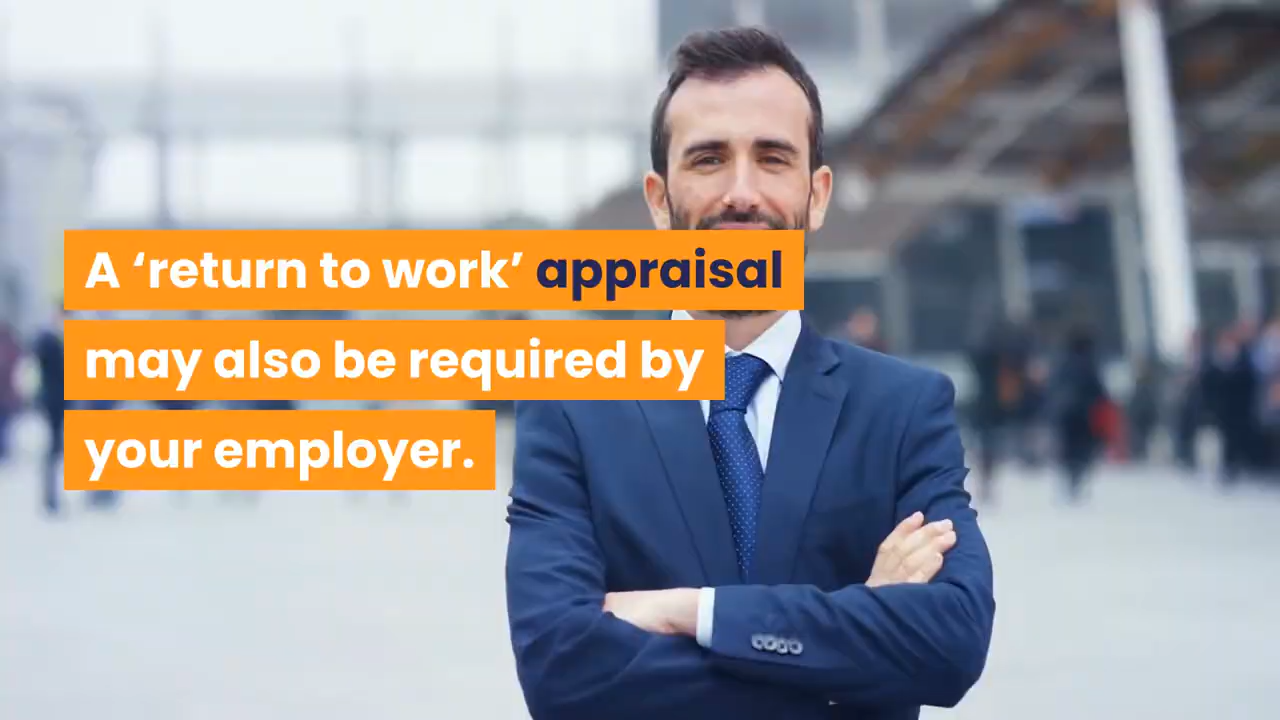 A ‘return to work’ appraisal
may also be required by
your employer.